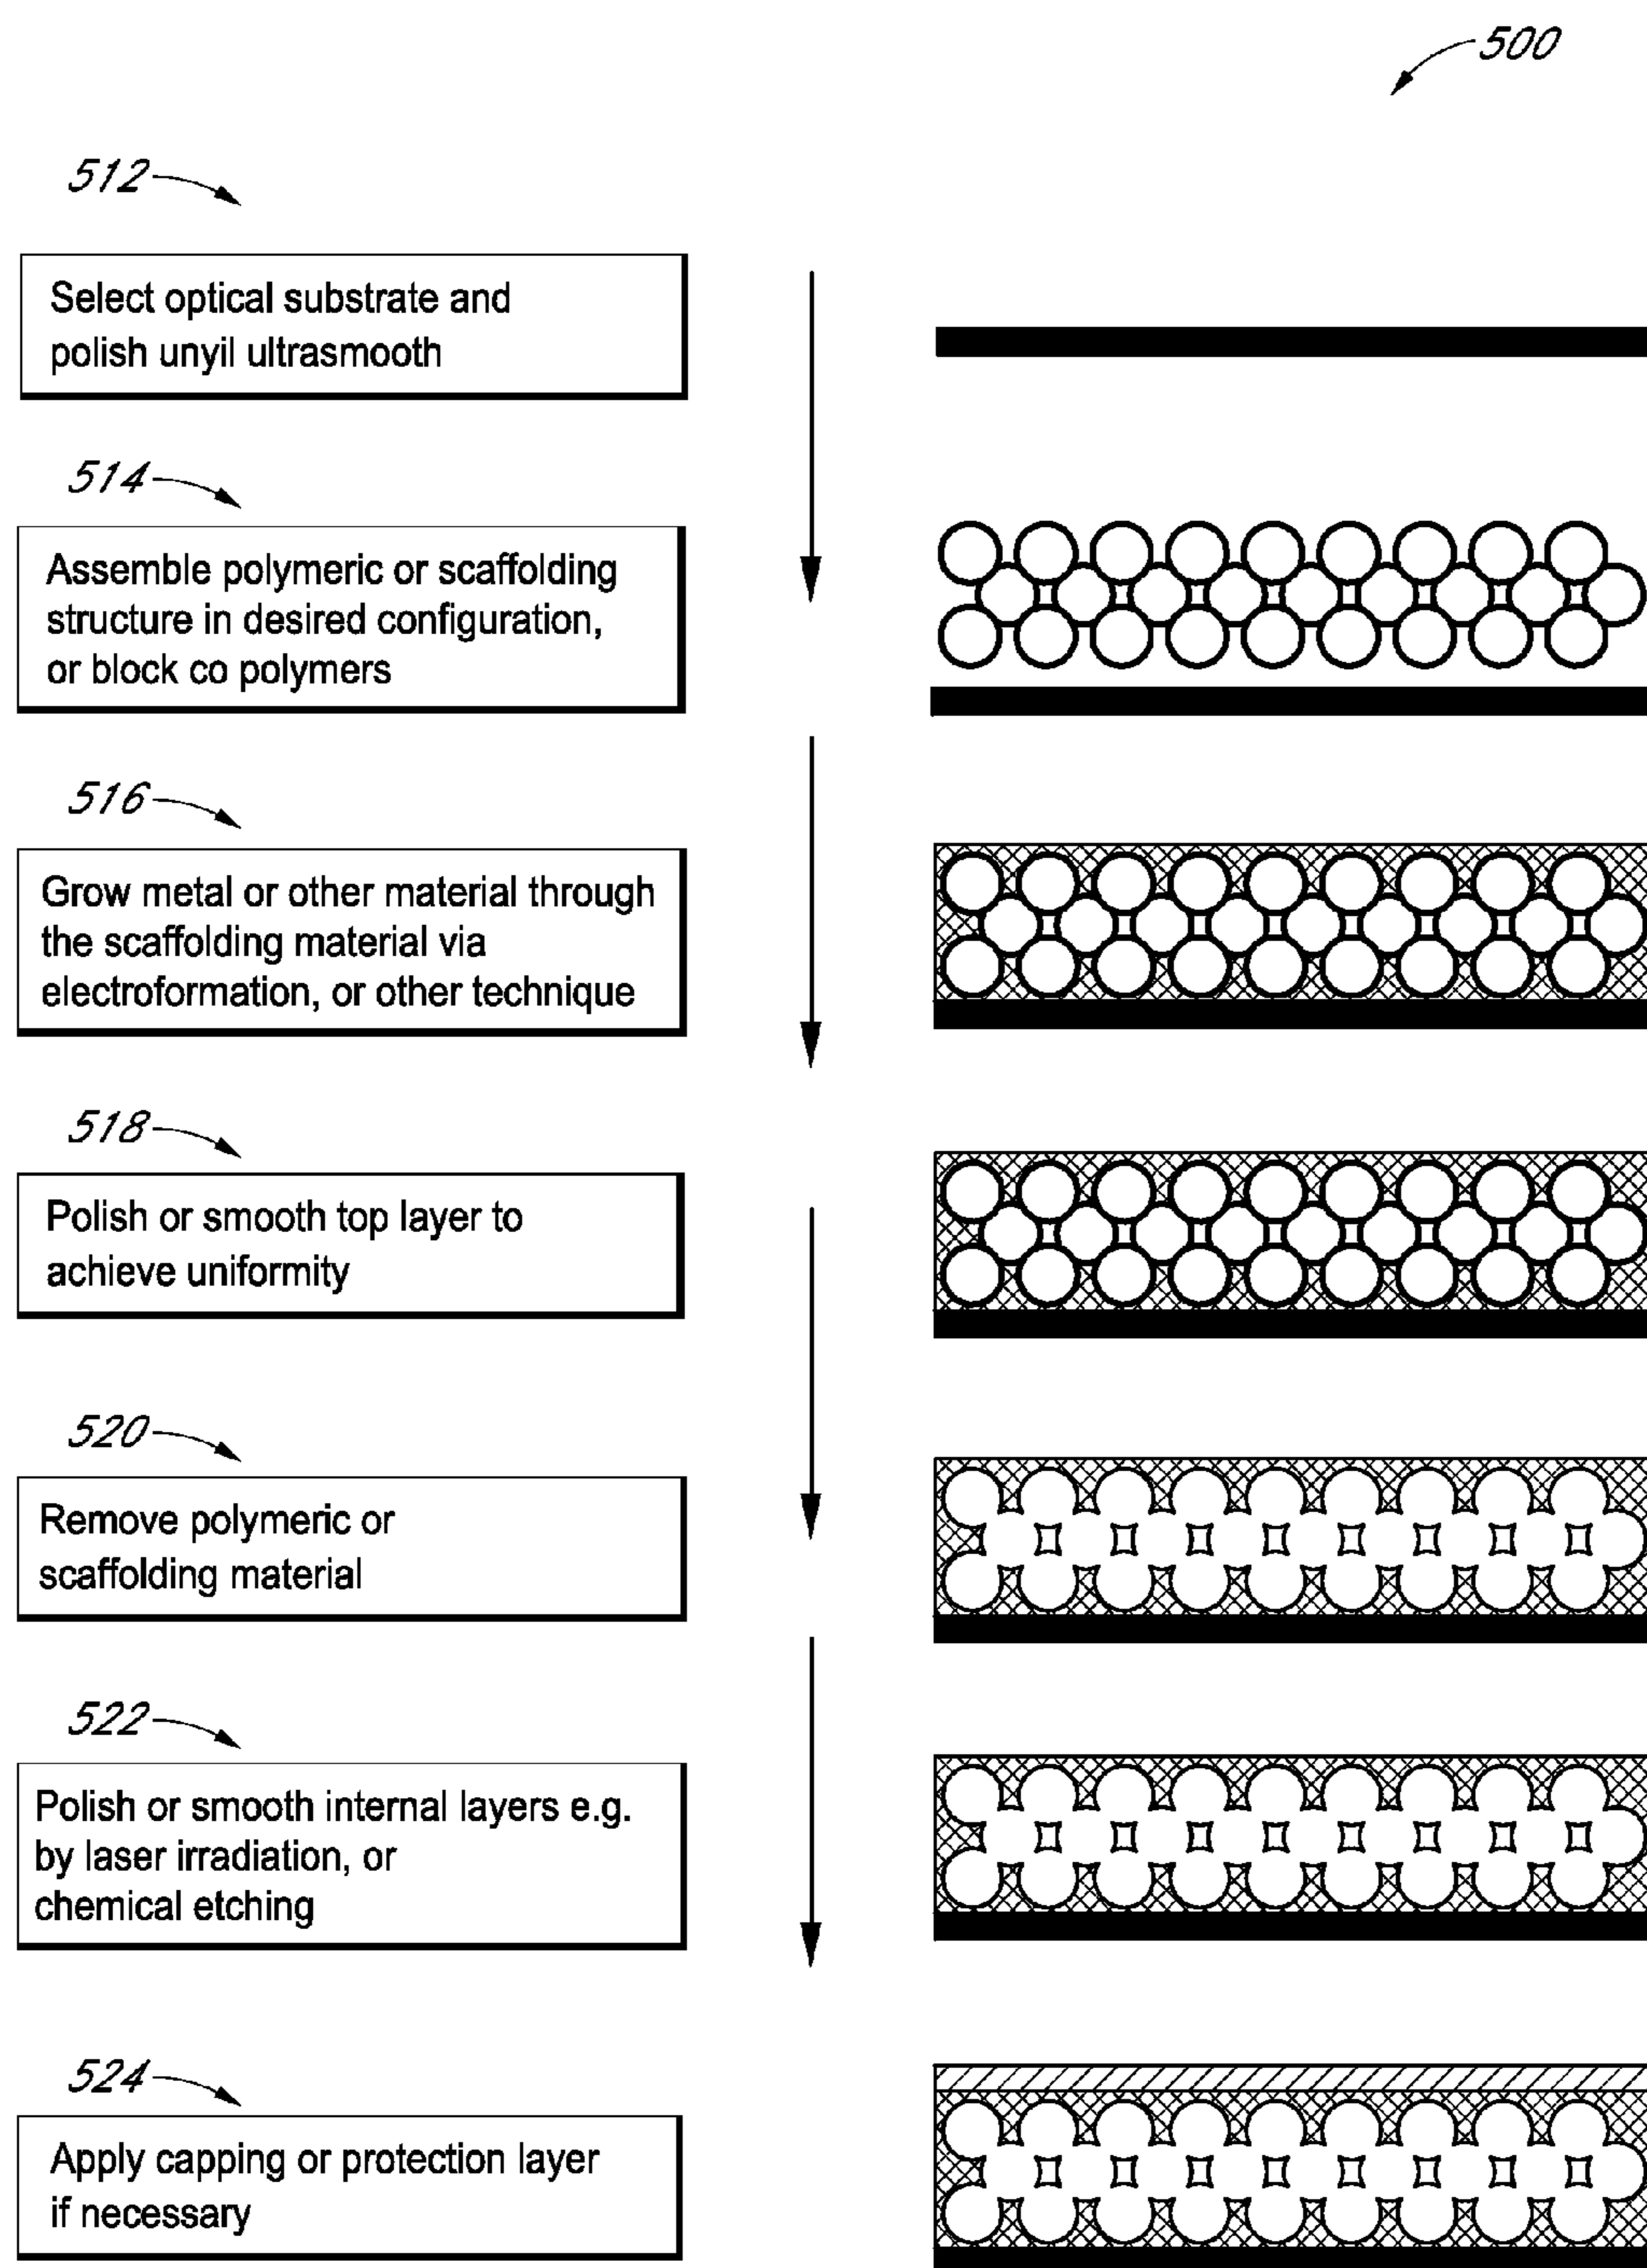 500
512
Select optical substrate and
polish unyil ultrasmooth
514
Assemble polymeric or scaffolding
structure in desired configuration,
or block co polymers
516
Grow metal or other material through
the scaffolding material via
electroformation, or other technique
518
Polish or smooth top layer to
achieve uniformity
520
Remove polymeric or
scaffolding material
522
Polish or smooth internal layers e.g.
by laser irradiation, or
chemical etching
524
Apply capping or protection layer
if necessary